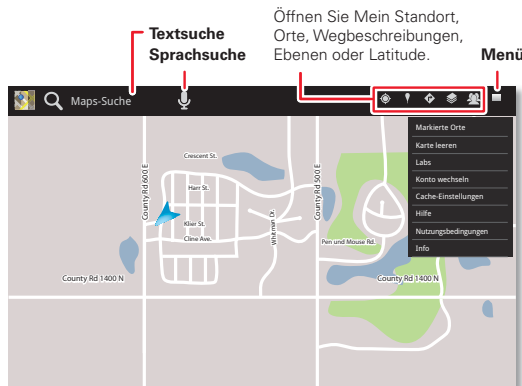 Öffnen Sie Mein Standort,
Orte, Wegbeschreibungen,
Ebenen oder Latitude.
Textsuche
Sprachsuche
Menü
Maps-Suche
Markierte Orte
Karte leeren
Labs
Konto wechseln
Cache-Einstellungen
Hilfe
Nutzungsbedingungen
Info
Crescent St.
Harr St.
Klier St.
Cline Ave.
County Rd 600 E
Whitman Dr.
County Rd 500 E
Pen und Mouse Rd.
County Rd 1400 N
County Rd 1400 N